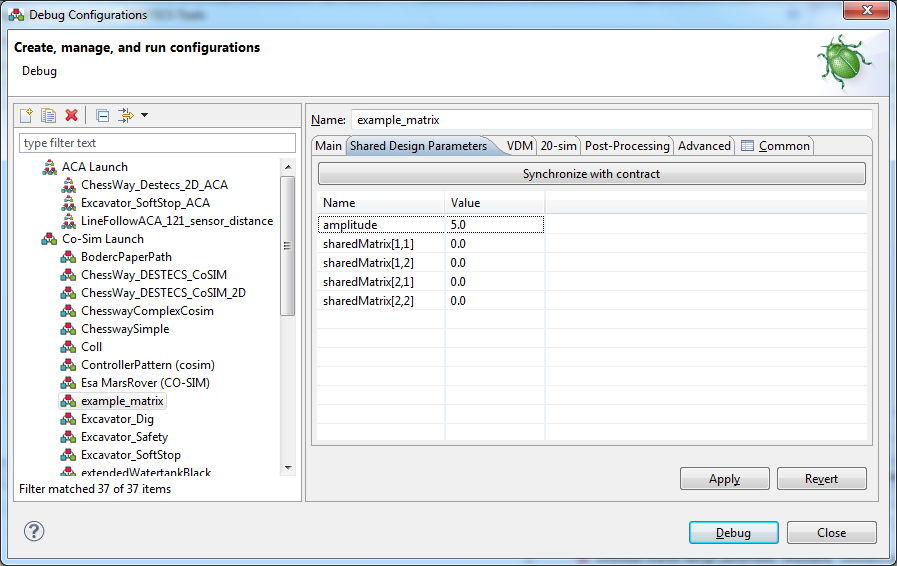 Debug Configurations
Create, manage, and run configurations
Debug
type filter text
ACA Launch
ChessWay_Destecs_2D_ACA
Excavator_SoftStop_ACA
LineFollowACA_121_sensor_distance
Co-Sim Launch
BodercPaperPath
ChessWay_DESTECS_CoSIM
ChessWay_DESTECS_CoSIM_2D
ChesswayComplexCosim
ChesswaySimple
Coll
ControllerPattern (cosim)
Esa MarsRover (CO-SIM)
example_matrix
Excavator_Dig
Excavator_Safety
Excavator_SoftStop
extendedWatertankBlack
Filter matched 37 of 37 items
Name: example_matrix
Main Shared Design Parameters VDM 20-sim Post-Processing Advanced Common
Synchronize with contract
Name Value
amplitude 5.0
sharedMatrix[1,1] 0.0
sharedMatrix[1,2] 0.0
sharedMatrix[2,1] 0.0
sharedMatrix[2,2] 0.0
Apply Revert
? Debug Close